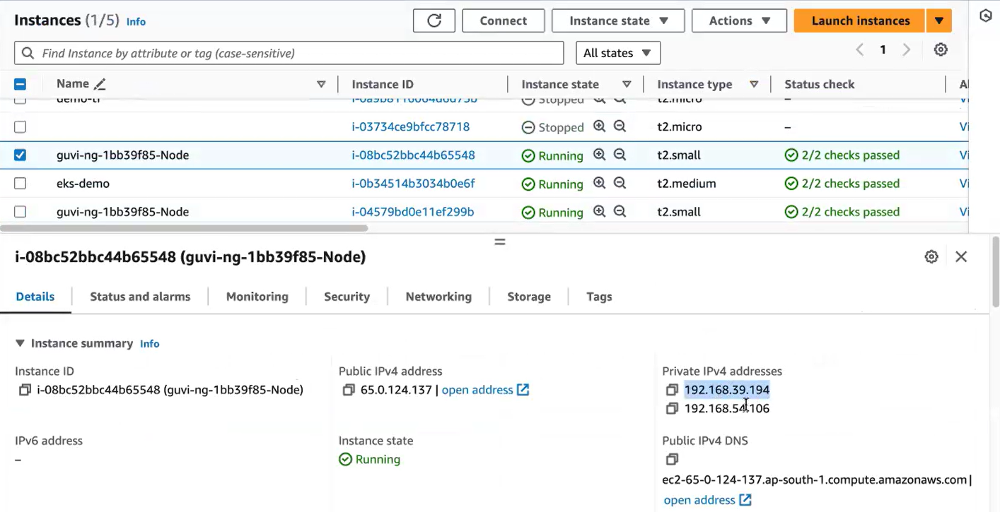 Instances (1/5) Info Connect Instance state Actions Launch instances
Find Instance by attribute or tag (case-sensitive) All states 1
Name Instance ID Instance state Instance type Status check
demo-tf Stopped t2.micro –
i-03734ce9bfcc78718 Stopped t2.micro –
guvi-ng-1bb39f85-Node i-08bc52bbc44b65548 Running t2.small 2/2 checks passed Vi
eks-demo i-0b34514b3034b0e6f Running t2.medium 2/2 checks passed Vi
guvi-ng-1bb39f85-Node i-04579bd0e11ef299b Running t2.small 2/2 checks passed Vi
i-08bc52bbc44b65548 (guvi-ng-1bb39f85-Node)
Details Status and alarms Monitoring Security Networking Storage Tags
Instance summary Info
Instance ID Public IPv4 address Private IPv4 addresses
i-08bc52bbc44b65548 (guvi-ng-1bb39f85-Node) 65.0.124.137 | open address 192.168.39.194
192.168.54.106
IPv6 address Instance state Public IPv4 DNS
– Running
ec2-65-0-124-137.ap-south-1.compute.amazonaws.com |
open address